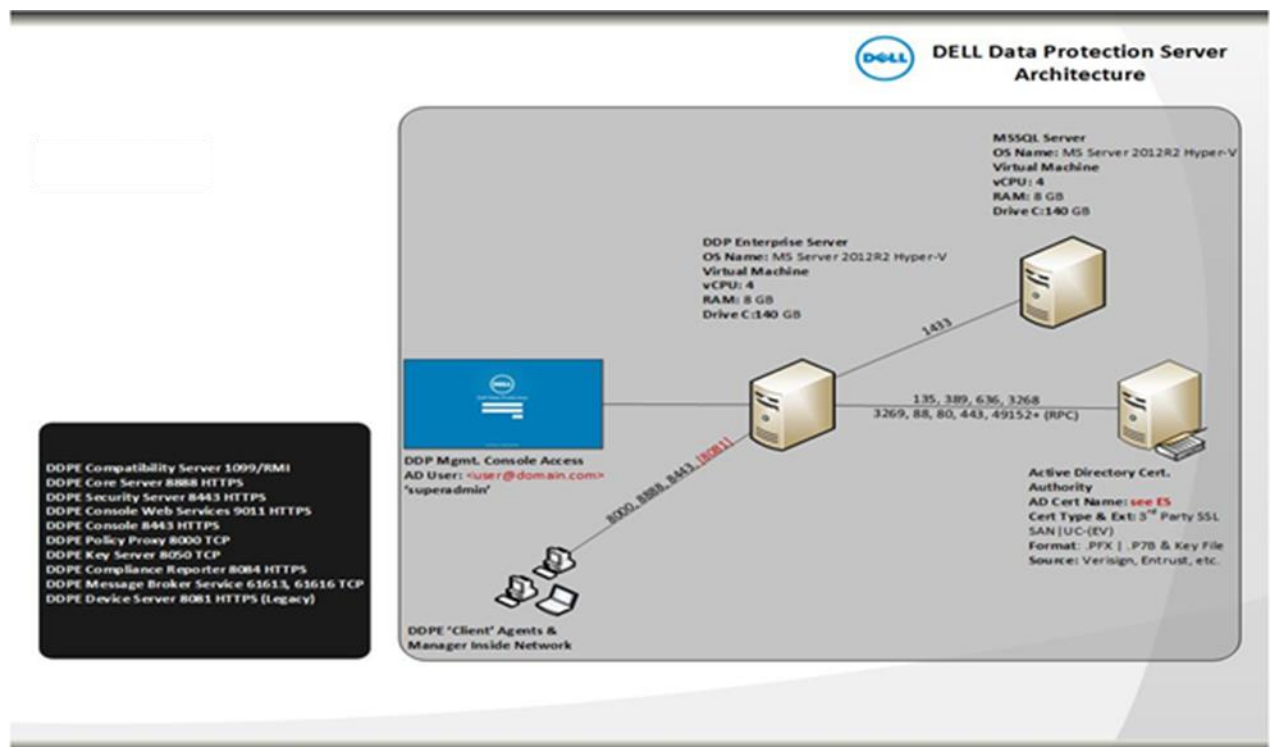 DELL
DELL Data Protection Server
Architecture
MSSQL Server
OS Name: MS Server 2012R2 Hyper-V
Virtual Machine
vCPU: 4
RAM: 8 GB
Drive C:140 GB
DDP Enterprise Server
OS Name: MS Server 2012R2 Hyper-V
Virtual Machine
vCPU: 4
RAM: 8 GB
Drive C:140 GB
1433
DELL
135, 389, 636, 3268
3269, 88, 80, 443, 49152+ (RPC)
DDP Mgmt. Console Access
AD User: <user@domain.com>
'superadmin'
8000, 8888, 8443, (8081)
Active Directory Cert.
Authority
AD Cert Name: see ES
Cert Type & Ext: 3rd Party SSL
SAN|UC-(EV)
Format: .PFX | .P7B & Key File
Source: Verisign, Entrust, etc.
DDPE 'Client' Agents &
Manager Inside Network
DDPE Compatibility Server 1099/RMI
DDPE Core Server 8888 HTTPS
DDPE Security Server 8443 HTTPS
DDPE Console Web Services 9011 HTTPS
DDPE Console 8443 HTTPS
DDPE Policy Proxy 8000 TCP
DDPE Key Server 8050 TCP
DDPE Compliance Reporter 8084 HTTPS
DDPE Message Broker Service 61613, 61616 TCP
DDPE Device Server 8081 HTTPS (Legacy)